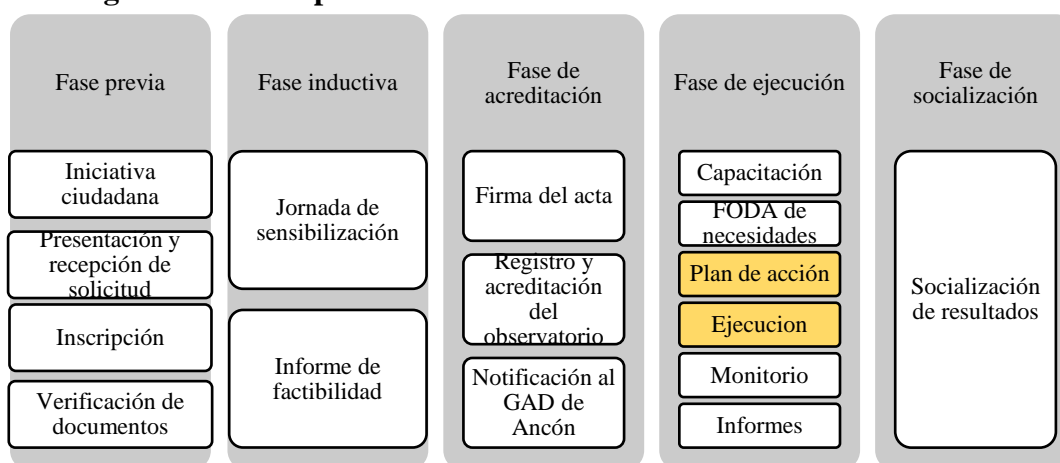 Fase previa
Iniciativa
ciudadana
Presentación y
recepción de
solicitud
Inscripción
Verificación de
documentos
Fase inductiva
Jornada de
sensibilización
Informe de
factibilidad
Fase de
acreditación
Firma del acta
Registro y
acreditación
del
observatorio
Notificación al
GAD de
Ancón
Fase de ejecución
Capacitación
FODA de
necesidades
Plan de acción
Ejecucion
Monitorio
Informes
Fase de
socialización
Socialización
de resultados